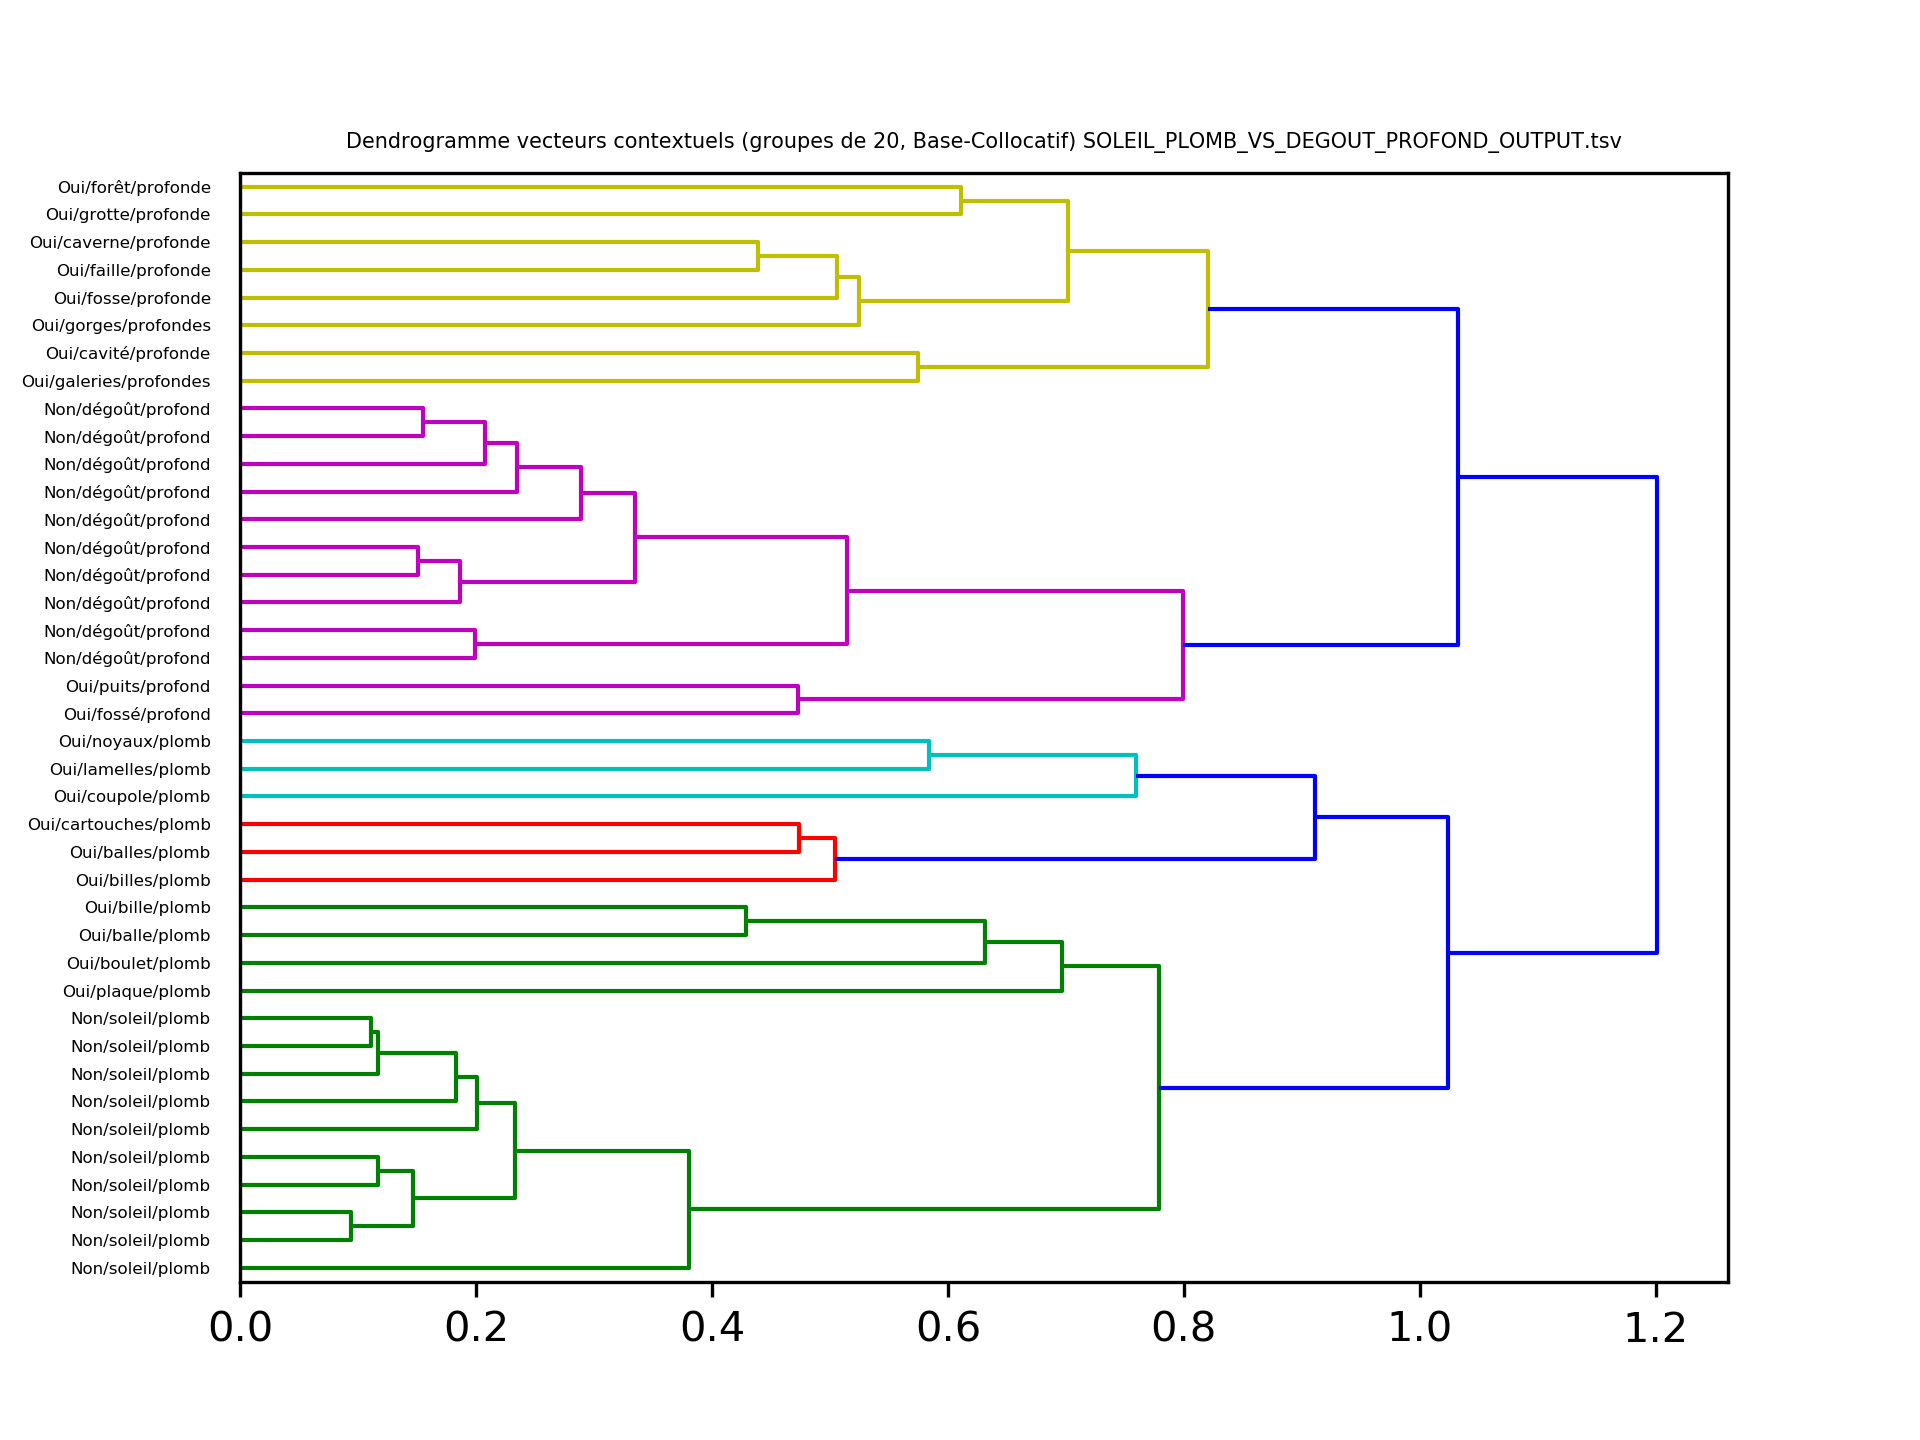 Dendrogramme vecteurs contextuels (groupes de 20, Base-Collocatif) SOLEIL_PLOMB_VS_DEGOUT_PROFOND_OUTPUT.tsv
Oui/forêt/profonde
Oui/grotte/profonde
Oui/caverne/profonde
Oui/faille/profonde
Oui/fosse/profonde
Oui/gorges/profondes
Oui/cavité/profonde
Oui/galeries/profondes
Non/dégoût/profond
Non/dégoût/profond
Non/dégoût/profond
Non/dégoût/profond
Non/dégoût/profond
Non/dégoût/profond
Non/dégoût/profond
Non/dégoût/profond
Non/dégoût/profond
Non/dégoût/profond
Oui/puits/profond
Oui/fossé/profond
Oui/noyaux/plomb
Oui/lamelles/plomb
Oui/coupole/plomb
Oui/cartouches/plomb
Oui/balles/plomb
Oui/billes/plomb
Oui/bille/plomb
Oui/balle/plomb
Oui/boulet/plomb
Oui/plaque/plomb
Non/soleil/plomb
Non/soleil/plomb
Non/soleil/plomb
Non/soleil/plomb
Non/soleil/plomb
Non/soleil/plomb
Non/soleil/plomb
Non/soleil/plomb
Non/soleil/plomb
Non/soleil/plomb
0.0 0.2 0.4 0.6 0.8 1.0 1.2